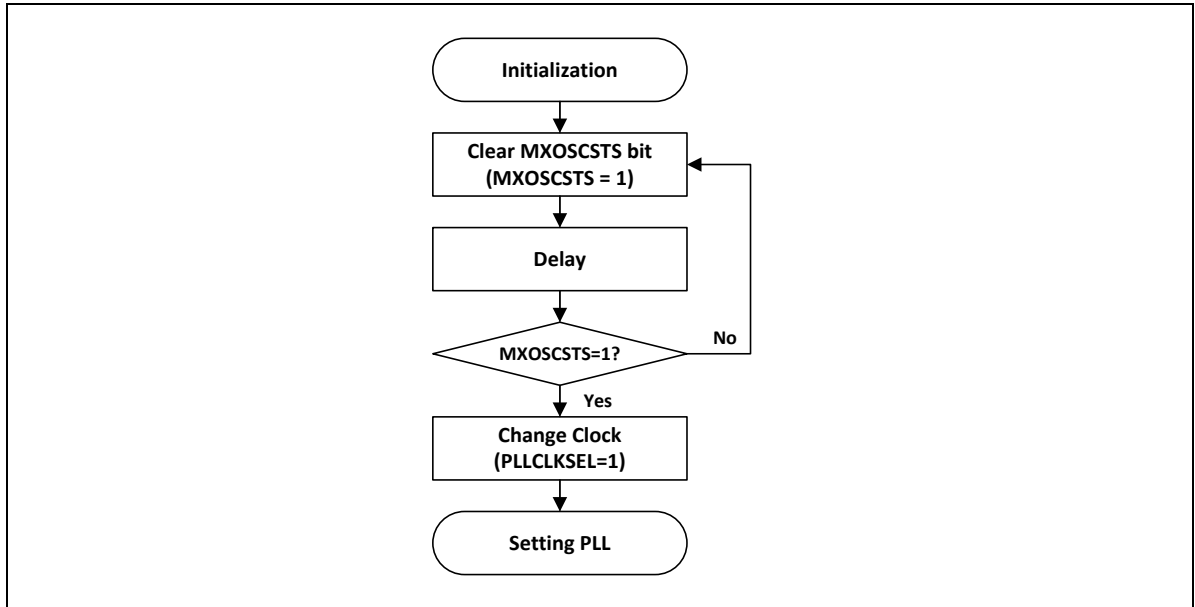 Initialization
Clear MXOSCSTS bit
(MXOSCSTS = 1)
Delay
MXOSCSTS=1?
No
Yes
Change Clock
(PLLCLKSEL=1)
Setting PLL